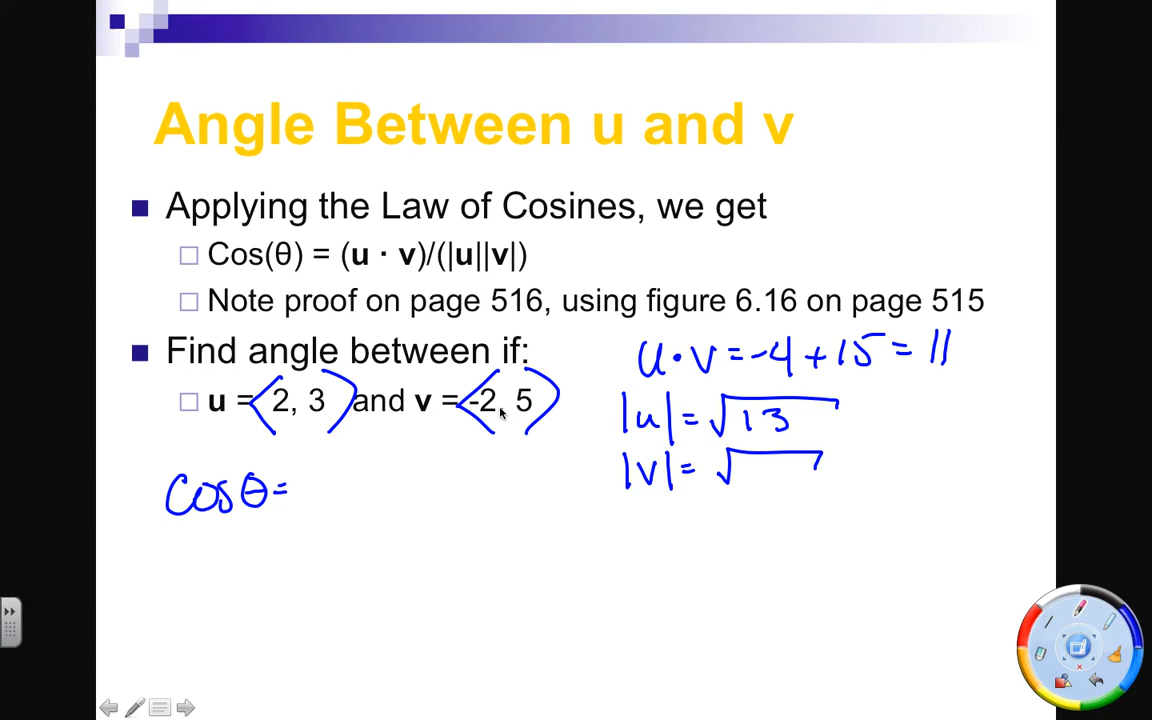 Angle Between u and v
Applying the Law of Cosines, we get
Cos(θ) = (u · v)/(|u||v|)
Note proof on page 516, using figure 6.16 on page 515
Find angle between if:
u = <2, 3> and v = <-2, 5>
u · v = -4 + 15 = 11
|u| = √13
|v| = √
cosθ =